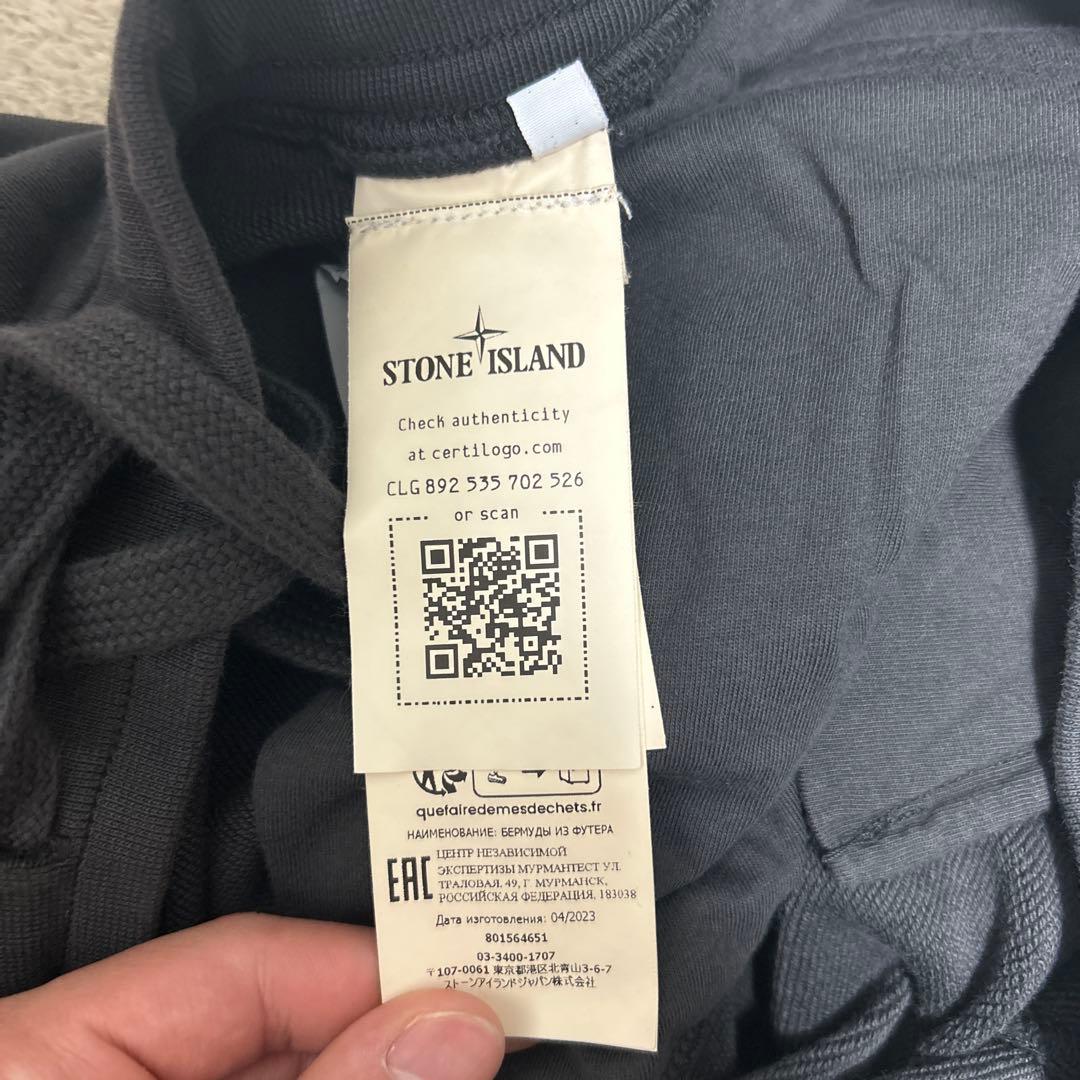 STONE ISLAND
Check authenticity
at certilogo.com
CLG 892 535 702 526
or scan
quefairedemesdechets.fr
НАИМЕНОВАНИЕ: БЕРМУДЫ ИЗ ФУТЕРА
EAC
ЦЕНТР НЕЗАВИСИМОЙ
ЭКСПЕРТИЗЫ МУРМАНТЕСТ УЛ.
ТРАЛОВАЯ, 49, Г. МУРМАНСК,
РОССИЙСКАЯ ФЕДЕРАЦИЯ, 183038
Дата изготовления: 04/2023
801564651
03-3400-1707
〒107-0061 東京都港区北青山3-6-7
ストーンアイランドジャパン株式会社